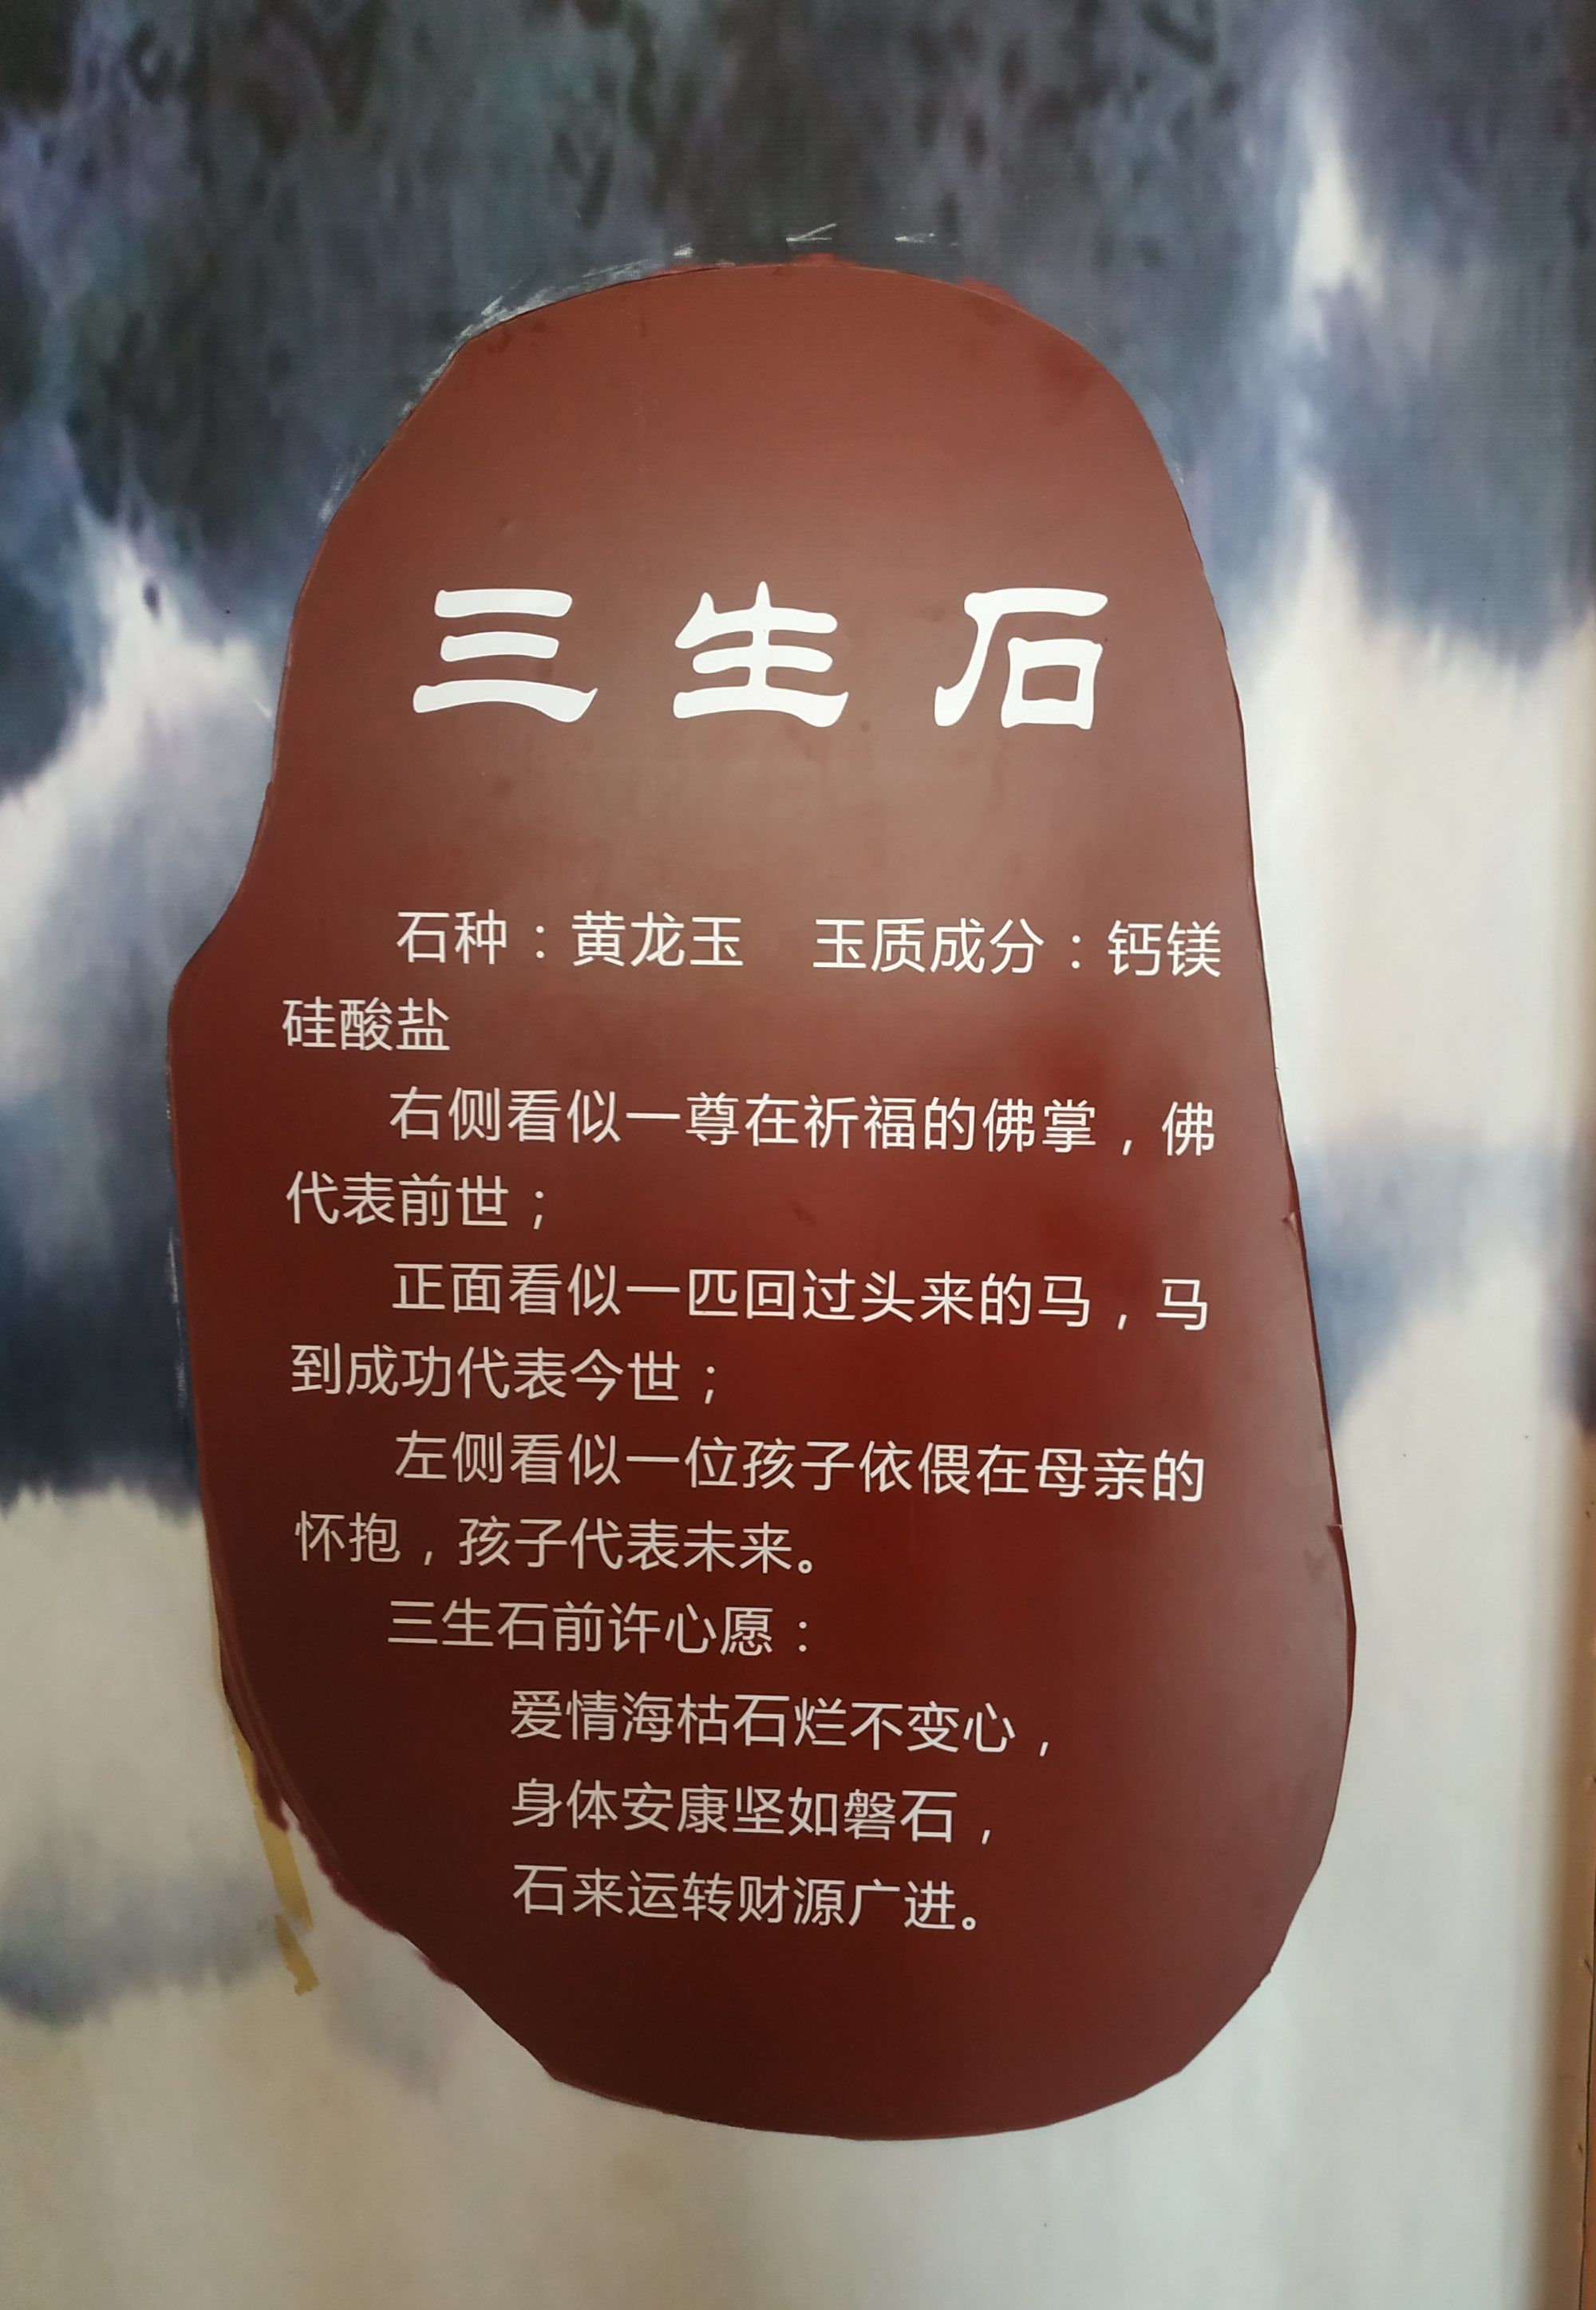 三生石
石种：黄龙玉　玉质成分：钙镁
硅酸盐
右侧看似一尊在祈福的佛掌，佛
代表前世；
正面看似一匹回过头来的马，马
到成功代表今世；
左侧看似一位孩子依偎在母亲的
怀抱，孩子代表未来。
三生石前许心愿：
爱情海枯石烂不变心，
身体安康坚如磐石，
石来运转财源广进。